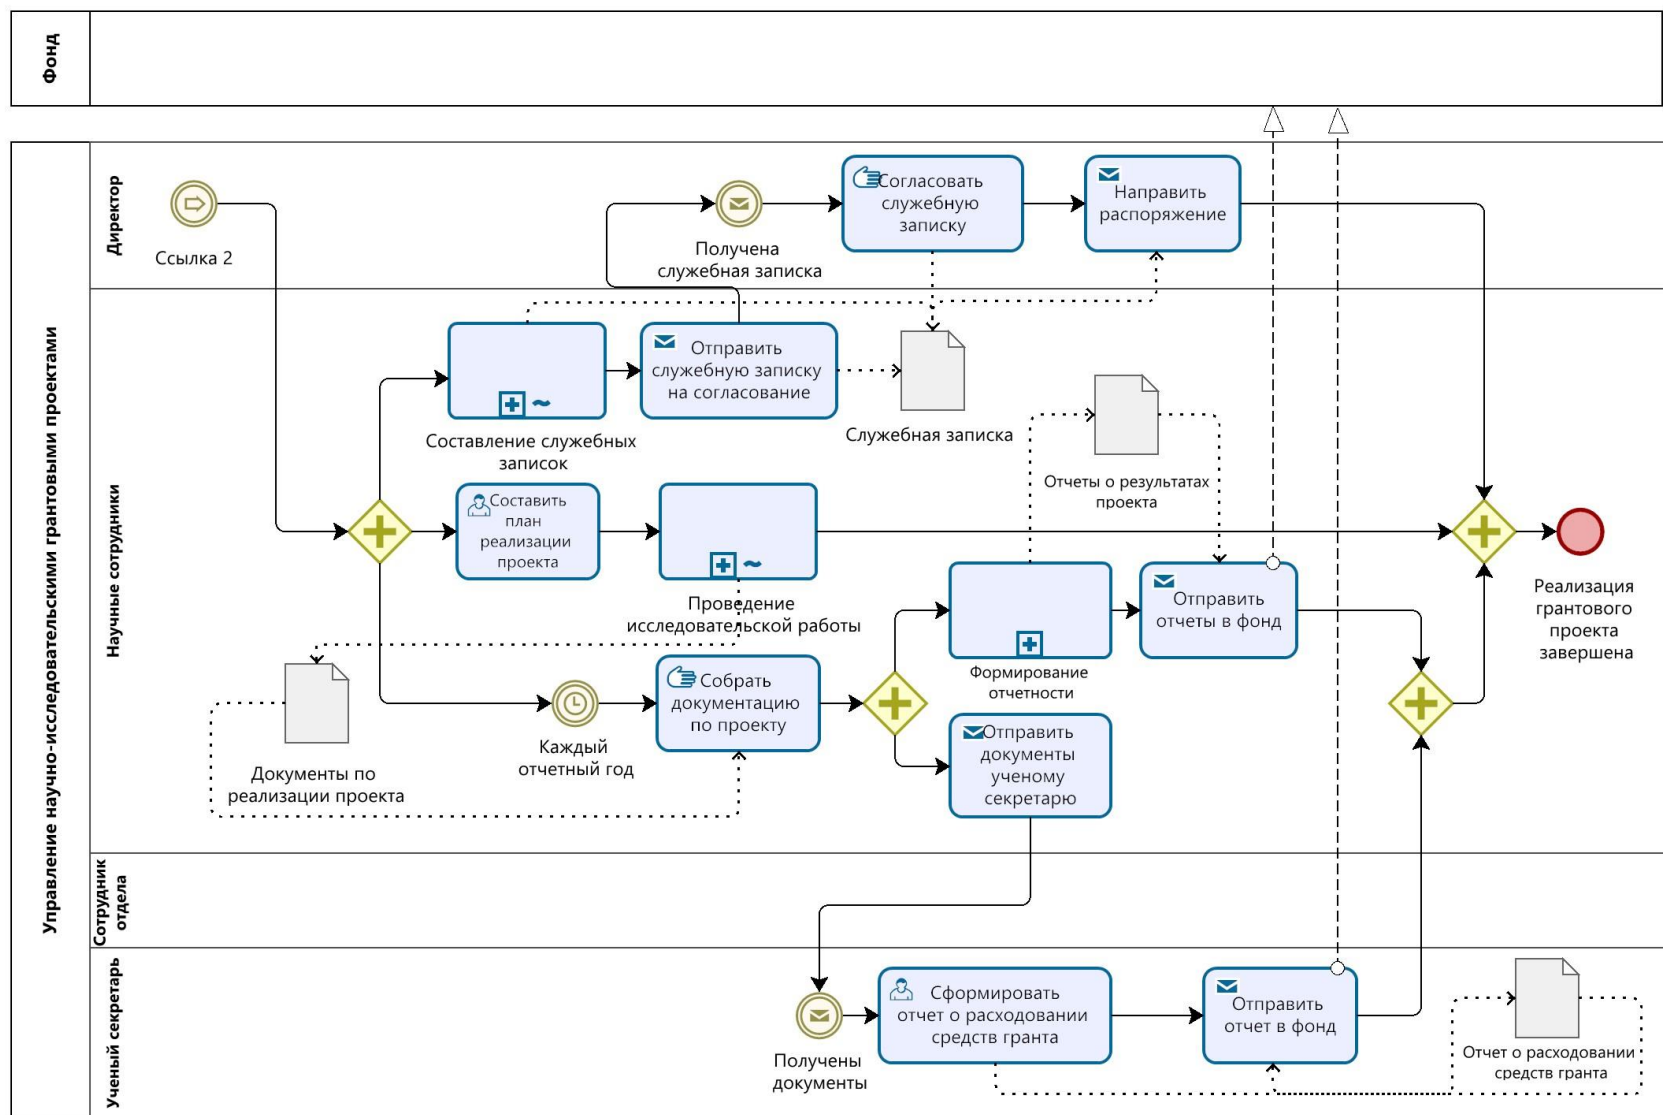 Фонд
Управление научно-исследовательскими грантовыми проектами
Директор
Ссылка 2
Получена
служебная записка
Согласовать
служебную
записку
Направить
распоряжение
Научные сотрудники
Составление служебных
записок
Отправить
служебную записку
на согласование
Служебная записка
Отчеты о результатах
проекта
Составить
план
реализации
проекта
Проведение
исследовательской работы
Формирование
отчетности
Отправить
отчеты в фонд
Реализация
грантового
проекта
завершена
Документы по
реализации проекта
Каждый
отчетный год
Собрать
документацию
по проекту
Отправить
документы
ученому
секретарю
Сотрудник
отдела
Ученый секретарь
Получены
документы
Сформировать
отчет о расходовании
средств гранта
Отправить
отчет в фонд
Отчет о расходовании
средств гранта